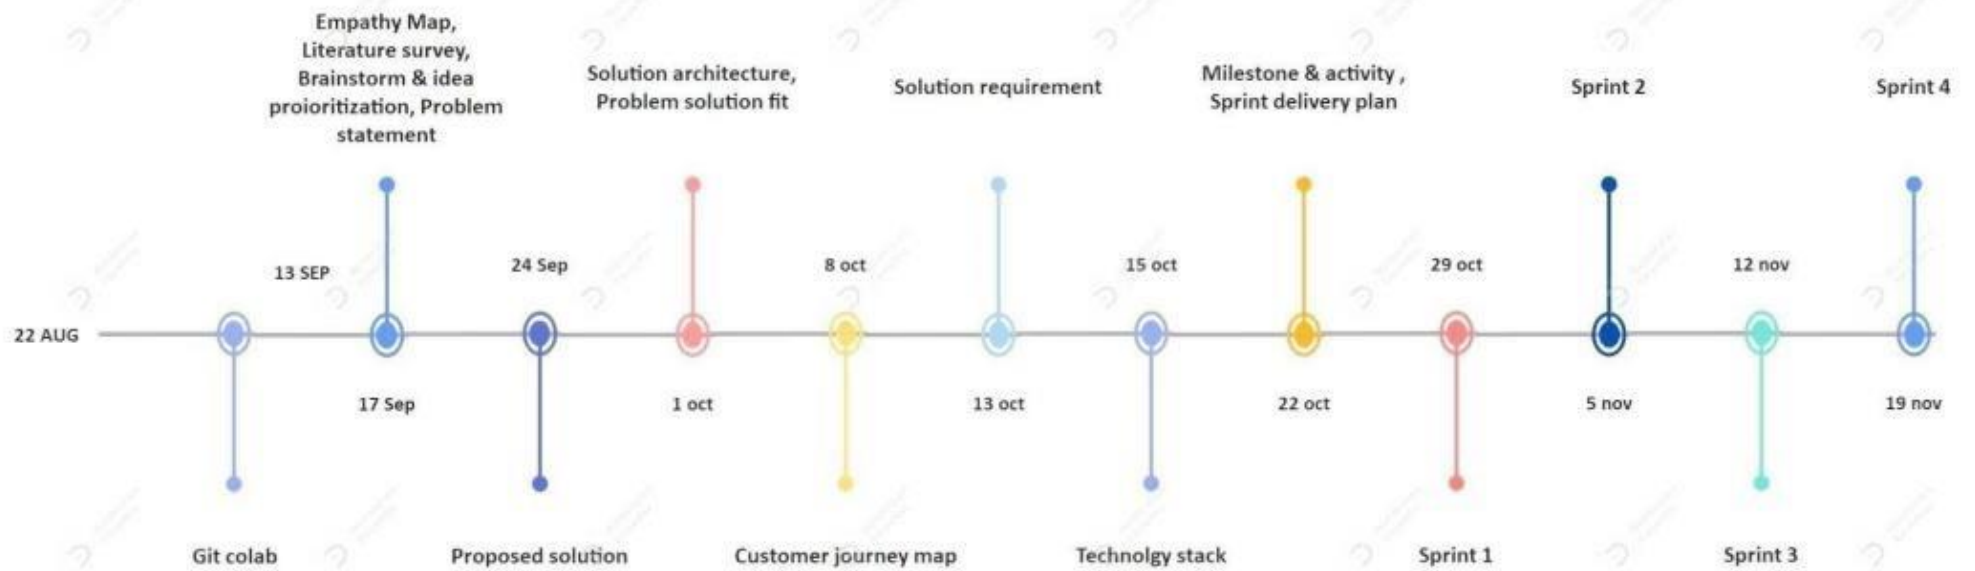 Empathy Map,
Literature survey,
Brainstorm & idea
proioritization, Problem
statement
Solution architecture,
Problem solution fit
Solution requirement
Milestone & activity ,
Sprint delivery plan
Sprint 2
Sprint 4
13 SEP
24 Sep
8 oct
15 oct
29 oct
12 nov
22 AUG
17 Sep
1 oct
13 oct
22 oct
5 nov
19 nov
Git colab
Proposed solution
Customer journey map
Technolgy stack
Sprint 1
Sprint 3